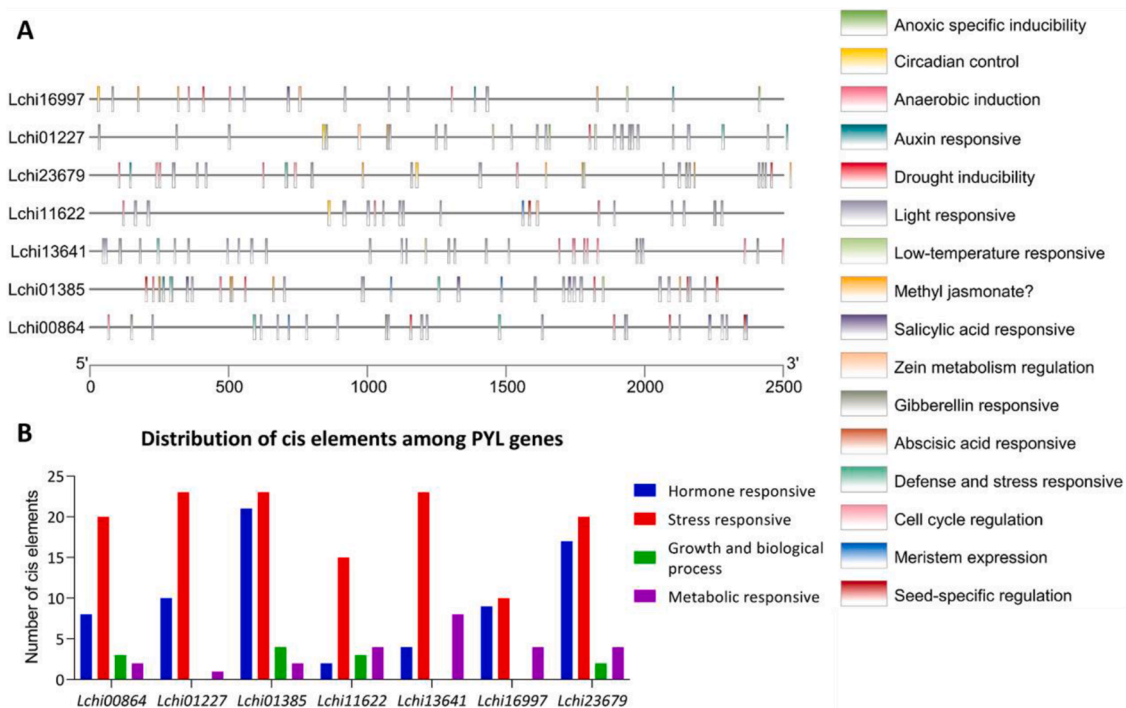 A
Lchi16997
Lchi01227
Lchi23679
Lchi11622
Lchi13641
Lchi01385
Lchi00864
5' 3'
0 500 1000 1500 2000 2500
Anoxic specific inducibility
Circadian control
Anaerobic induction
Auxin responsive
Drought inducibility
Light responsive
Low-temperature responsive
Methyl jasmonate?
Salicylic acid responsive
Zein metabolism regulation
Gibberellin responsive
Abscisic acid responsive
Defense and stress responsive
Cell cycle regulation
Meristem expression
Seed-specific regulation
B
Distribution of cis elements among PYL genes
Number of cis elements
25
20
15
10
5
0
Lchi00864 Lchi01227 Lchi01385 Lchi11622 Lchi13641 Lchi16997 Lchi23679
Hormone responsive
Stress responsive
Growth and biological
process
Metabolic responsive